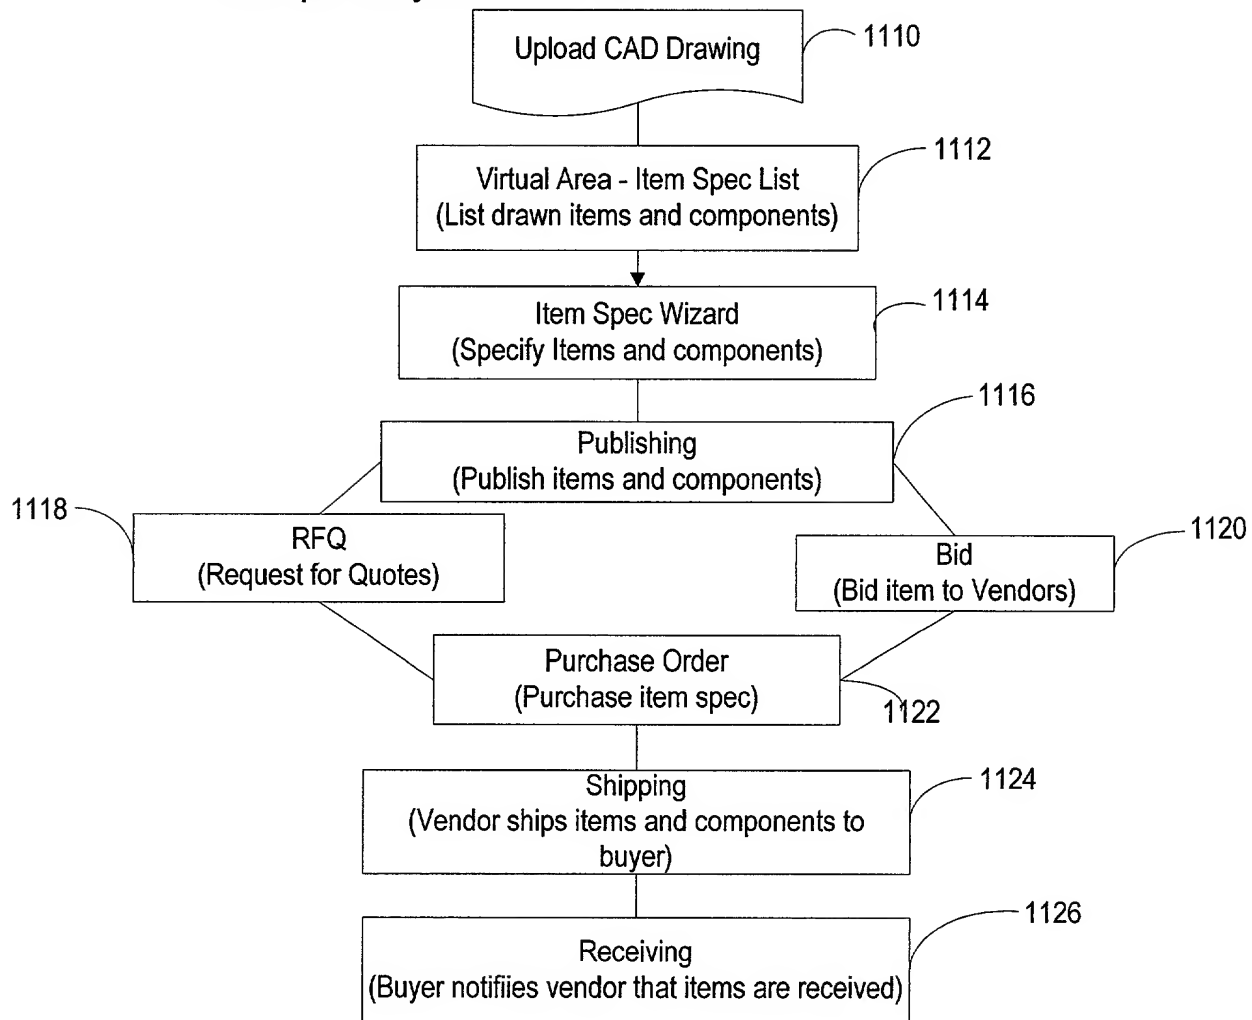 Upload CAD Drawing
1110
1112
Virtual Area - Item Spec List
(List drawn items and components)
1114
Item Spec Wizard
(Specify Items and components)
1116
Publishing
(Publish items and components)
1118
RFQ
(Request for Quotes)
1120
Bid
(Bid item to Vendors)
Purchase Order
(Purchase item spec)
1122
1124
Shipping
(Vendor ships items and components to
buyer)
1126
Receiving
(Buyer notifiies vendor that items are received)